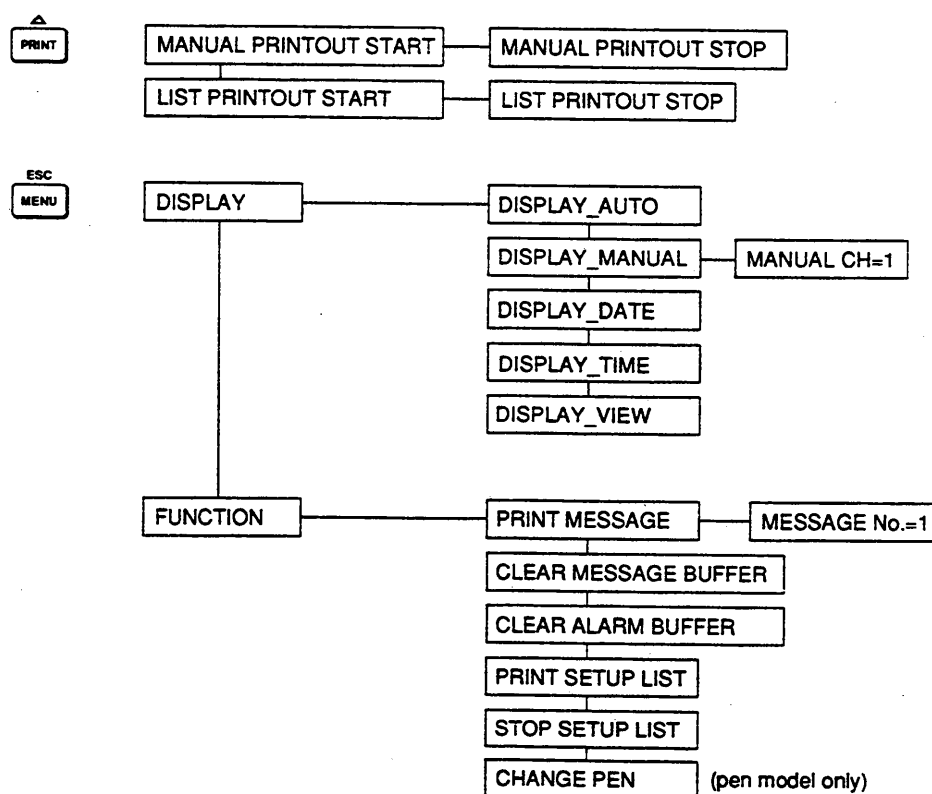 PRINT
MANUAL PRINTOUT START
MANUAL PRINTOUT STOP
LIST PRINTOUT START
LIST PRINTOUT STOP
ESC
MENU
DISPLAY
DISPLAY_AUTO
DISPLAY_MANUAL
MANUAL CH=1
DISPLAY_DATE
DISPLAY_TIME
DISPLAY_VIEW
FUNCTION
PRINT MESSAGE
MESSAGE No.=1
CLEAR MESSAGE BUFFER
CLEAR ALARM BUFFER
PRINT SETUP LIST
STOP SETUP LIST
CHANGE PEN (pen model only)